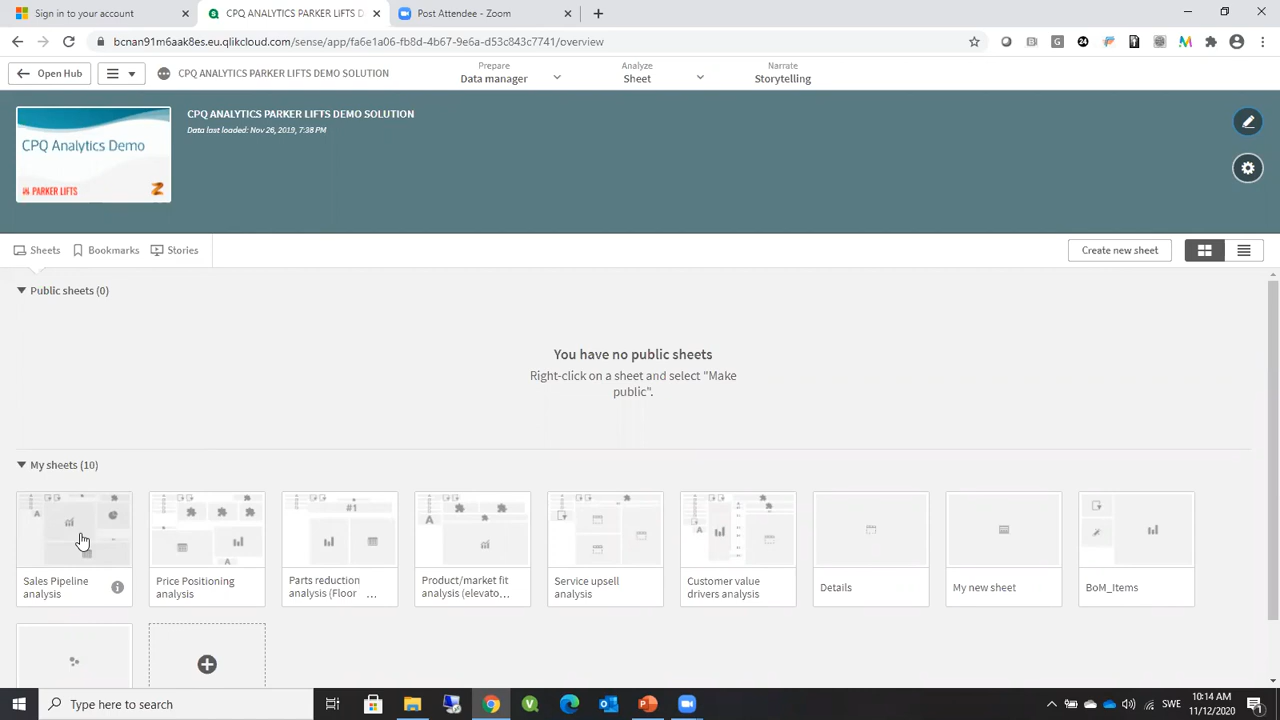 Sign in to your account
CPQ ANALYTICS PARKER LIFTS D
Post Attendee - Zoom
bcnan91m6aak8es.eu.qlikcloud.com/sense/app/fa6e1a06-fb8d-4b67-9e6a-d53c843c7741/overview
Open Hub
CPQ ANALYTICS PARKER LIFTS DEMO SOLUTION
Prepare
Data manager
Analyze
Sheet
Narrate
Storytelling
CPQ Analytics Demo
PARKER LIFTS
CPQ ANALYTICS PARKER LIFTS DEMO SOLUTION
Data last loaded: Nov 26, 2019, 7:38 PM
Sheets
Bookmarks
Stories
Create new sheet
Public sheets (0)
You have no public sheets
Right-click on a sheet and select "Make
public".
My sheets (10)
#1
Sales Pipeline
analysis
Price Positioning
analysis
Parts reduction
analysis (Floor ...
Product/market fit
analysis (elevato...
Service upsell
analysis
Customer value
drivers analysis
Details
My new sheet
BoM_Items
Type here to search
SWE
10:14 AM
11/12/2020